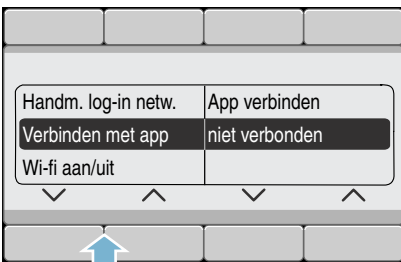 Handm. log-in netw. App verbinden
Verbinden met app niet verbonden
Wi-fi aan/uit